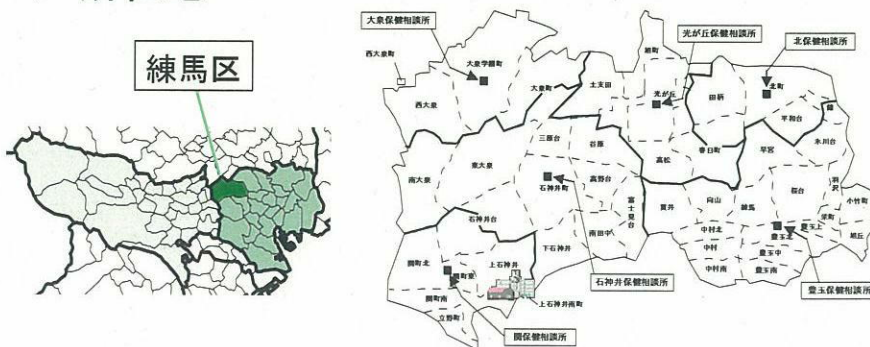 練馬区
大泉保健相談所
光が丘保健相談所
北保健相談所
西大泉町
大泉学園町
旭町
西大泉
大泉町
土支田
光が丘
田柄
北町
錦
平和台
氷川台
三原台
谷原
高松
春日町
早宮
南大泉
東大泉
石神井町
高野台
富士見台
貫井
向山
練馬
桜台
羽沢
小竹町
栄町
旭丘
石神井台
下石神井
南田中
中村北
中村
中村南
豊玉北
豊玉上
豊玉中
豊玉南
関町北
関町東
上石神井
関町南
立野町
上石神井南町
石神井保健相談所
豊玉保健相談所
関保健相談所